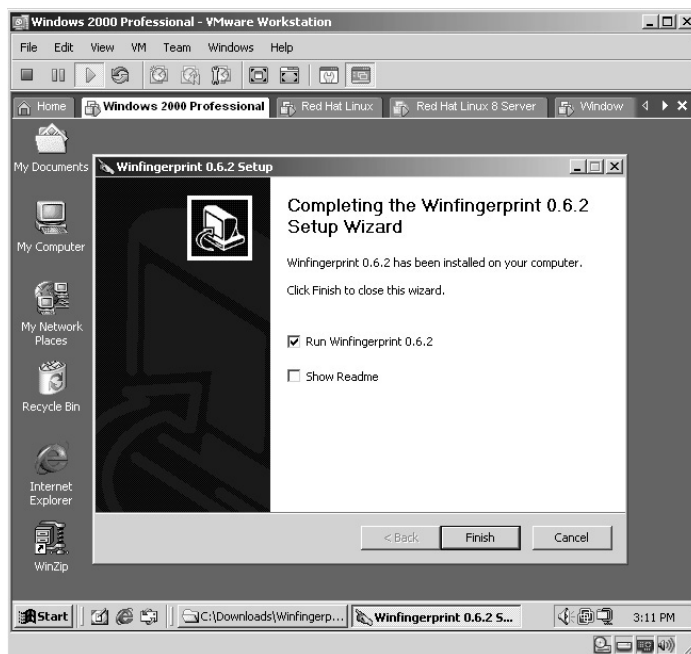 Windows 2000 Professional - VMware Workstation
File Edit View VM Team Windows Help
Home Windows 2000 Professional Red Hat Linux Red Hat Linux 8 Server Window
My Documents
My Computer
My Network
Places
Recycle Bin
Internet
Explorer
WinZip
Winfingerprint 0.6.2 Setup
Completing the Winfingerprint 0.6.2
Setup Wizard
Winfingerprint 0.6.2 has been installed on your computer.
Click Finish to close this wizard.
Run Winfingerprint 0.6.2
Show Readme
< Back Finish Cancel
Start C:\Downloads\Winfingerp... Winfingerprint 0.6.2 S... 3:11 PM